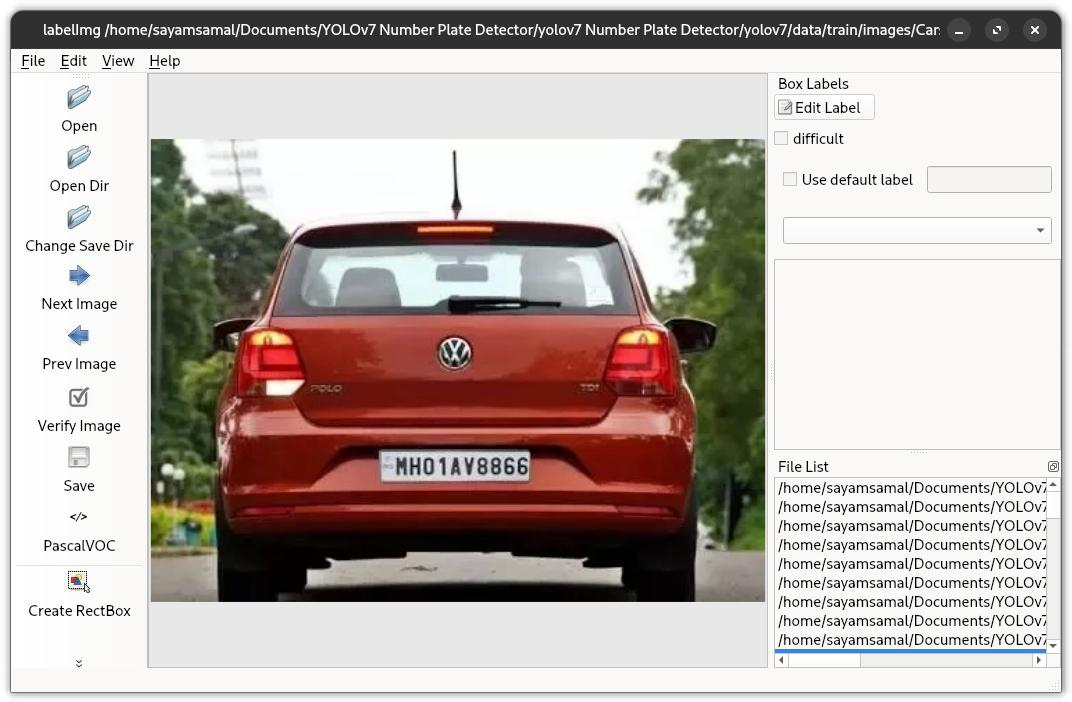 labelImg /home/sayamsamal/Documents/YOLOv7 Number Plate Detector/yolov7 Number Plate Detector/yolov7/data/train/images/Car
File Edit View Help
Open
Open Dir
Change Save Dir
Next Image
Prev Image
Verify Image
Save
</>
PascalVOC
Create RectBox
POLO
TDI
MH01AV8866
Box Labels
Edit Label
difficult
Use default label
File List
/home/sayamsamal/Documents/YOLOv7
/home/sayamsamal/Documents/YOLOv7
/home/sayamsamal/Documents/YOLOv7
/home/sayamsamal/Documents/YOLOv7
/home/sayamsamal/Documents/YOLOv7
/home/sayamsamal/Documents/YOLOv7
/home/sayamsamal/Documents/YOLOv7
/home/sayamsamal/Documents/YOLOv7
/home/sayamsamal/Documents/YOLOv7